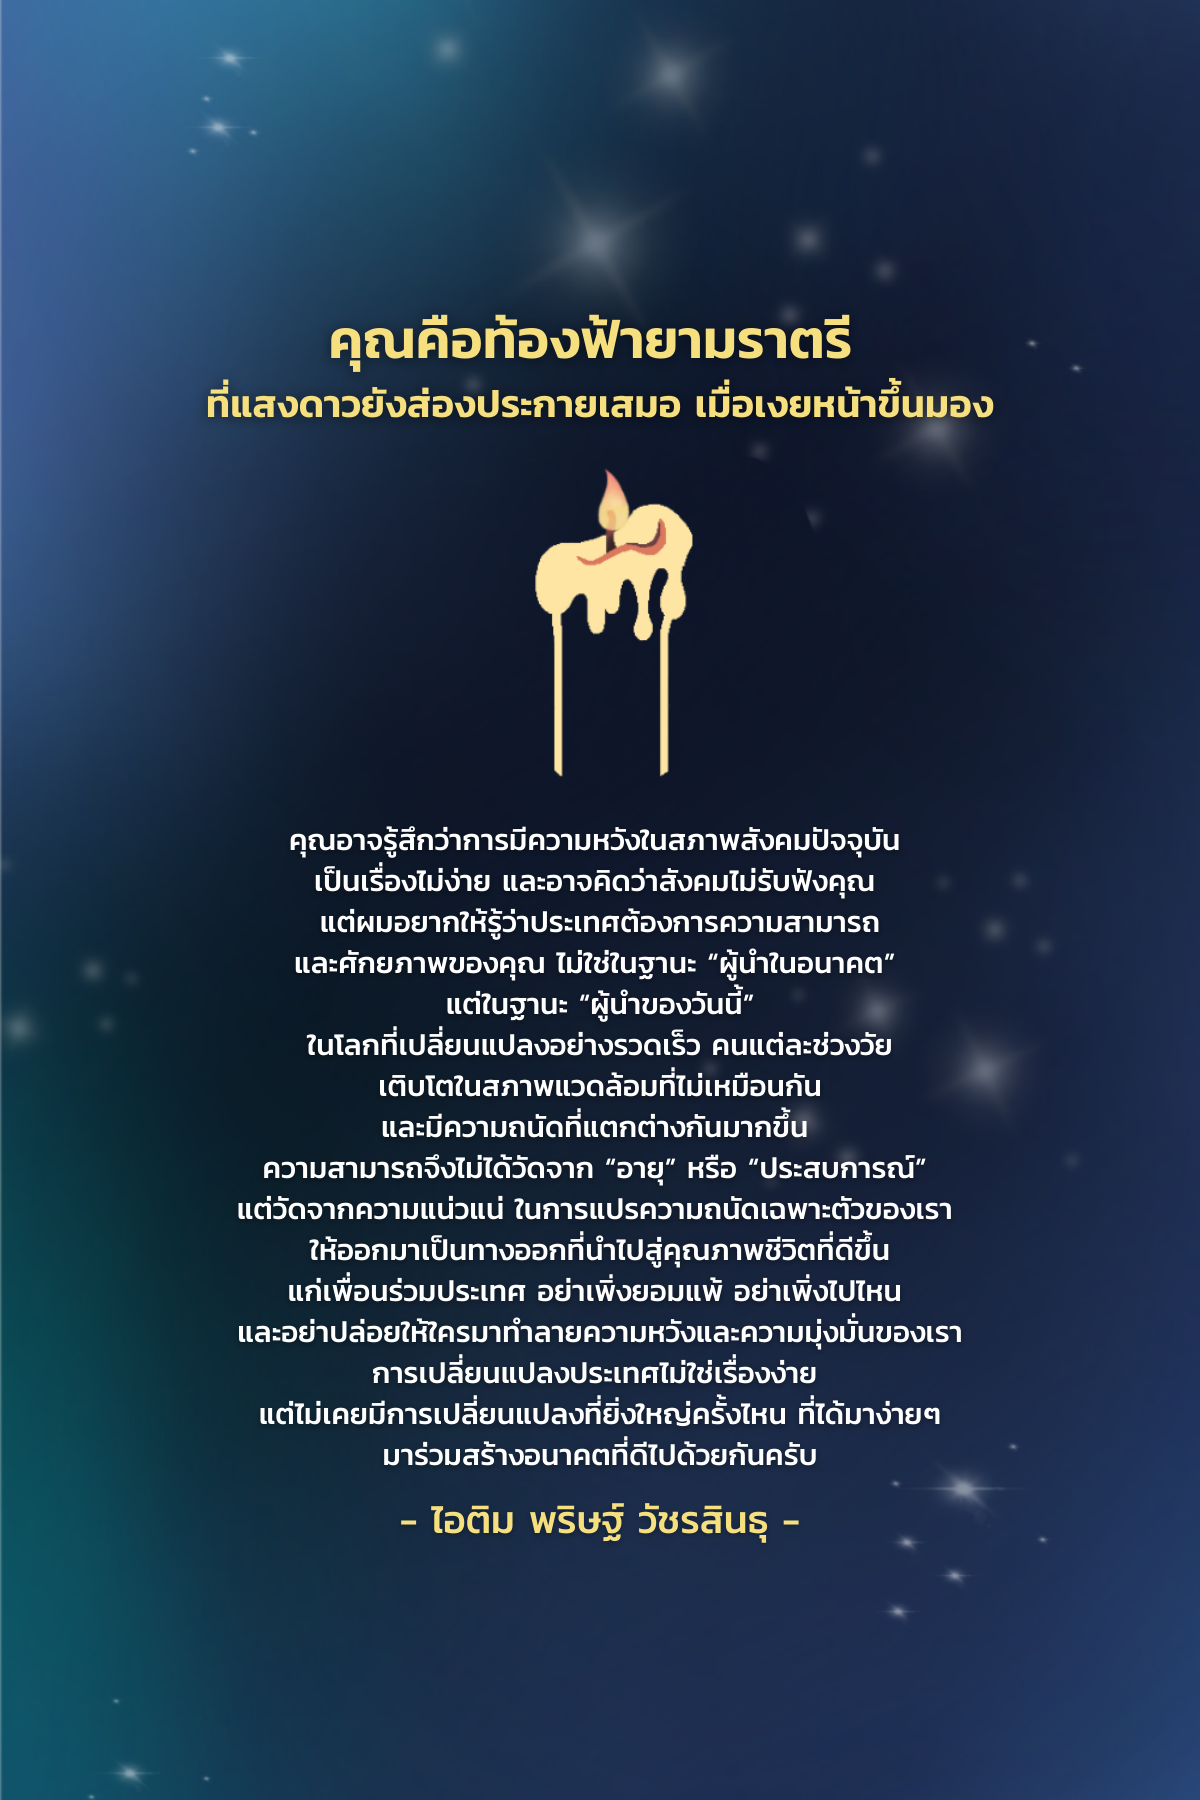 คุณคือท้องฟ้ายามราตรี
ที่แสงดาวยังส่องประกายเสมอ เมื่อเงยหน้าขึ้นมอง
คุณอาจรู้สึกว่าการมีความหวังในสภาพสังคมปัจจุบัน
เป็นเรื่องไม่ง่าย และอาจคิดว่าสังคมไม่รับฟังคุณ
แต่ผมอยากให้รู้ว่าประเทศต้องการความสามารถ
และศักยภาพของคุณ ไม่ใช่ในฐานะ “ผู้นำในอนาคต”
แต่ในฐานะ “ผู้นำของวันนี้”
ในโลกที่เปลี่ยนแปลงอย่างรวดเร็ว คนแต่ละช่วงวัย
เติบโตในสภาพแวดล้อมที่ไม่เหมือนกัน
และมีความถนัดที่แตกต่างกันมากขึ้น
ความสามารถจึงไม่ได้วัดจาก “อายุ” หรือ “ประสบการณ์”
แต่วัดจากความแน่วแน่ ในการแปรความถนัดเฉพาะตัวของเรา
ให้ออกมาเป็นทางออกที่นำไปสู่คุณภาพชีวิตที่ดีขึ้น
แก่เพื่อนร่วมประเทศ อย่าเพิ่งยอมแพ้ อย่าเพิ่งไปไหน
และอย่าปล่อยให้ใครมาทำลายความหวังและความมุ่งมั่นของเรา
การเปลี่ยนแปลงประเทศไม่ใช่เรื่องง่าย
แต่ไม่เคยมีการเปลี่ยนแปลงที่ยิ่งใหญ่ครั้งไหน ที่ได้มาง่ายๆ
มาร่วมสร้างอนาคตที่ดีไปด้วยกันครับ
– ไอติม พริษฐ์ วัชรสินธุ –